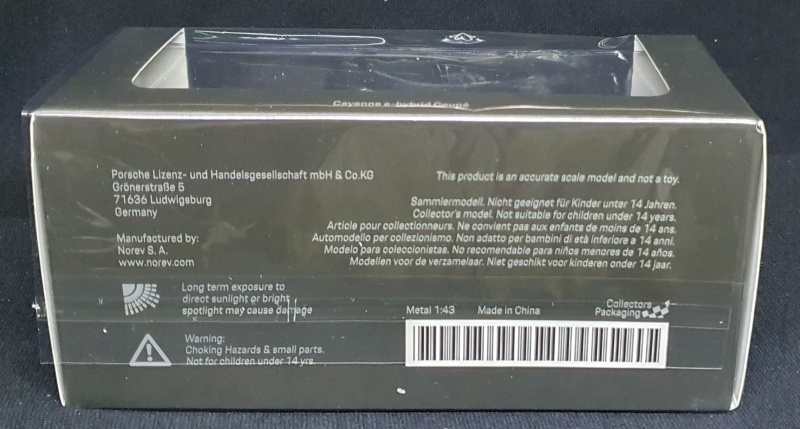 Cayenne e-hybrid Coupé
Porsche Lizenz- und Handelsgesellschaft mbH & Co.KG
Grönerstraße 5
71636 Ludwigsburg
Germany
Manufactured by:
Norev S. A.
www.norev.com
This product is an accurate scale model and not a toy.
Sammlermodell. Nicht geeignet für Kinder unter 14 Jahren.
Collector's model. Not suitable for children under 14 years.
Article pour collectionneurs. Ne convient pas aux enfants de moins de 14 ans.
Automodello per collezionismo. Non adatto per bambini di età inferiore a 14 anni.
Modelo para coleccionistas. No recomendable para niños menores de 14 años.
Modellen voor de verzamelaar. Niet geschikt voor kinderen onder 14 jaar.
Long term exposure to
direct sunlight or bright
spotlight may cause damage
Warning:
Choking Hazards & small parts.
Not for children under 14 yrs.
Metal 1:43 Made in China
Collectors
Packaging